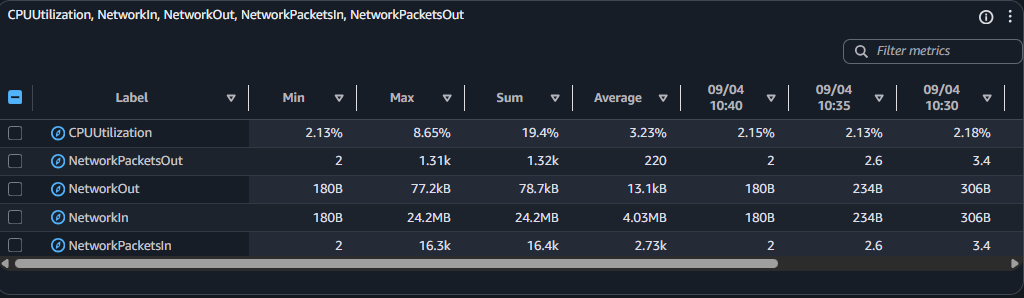 CPUUtilization, NetworkIn, NetworkOut, NetworkPacketsIn, NetworkPacketsOut
Filter metrics
Label Min Max Sum Average 09/04 10:40 09/04 10:35 09/04 10:30
CPUUtilization 2.13% 8.65% 19.4% 3.23% 2.15% 2.13% 2.18%
NetworkPacketsOut 2 1.31k 1.32k 220 2 2.6 3.4
NetworkOut 180B 77.2kB 78.7kB 13.1kB 180B 234B 306B
NetworkIn 180B 24.2MB 24.2MB 4.03MB 180B 234B 306B
NetworkPacketsIn 2 16.3k 16.4k 2.73k 2 2.6 3.4